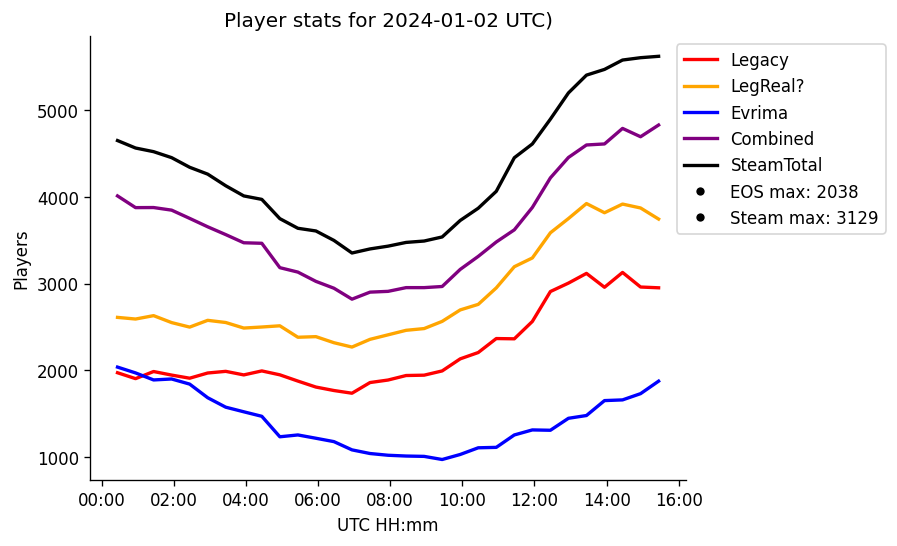 Player stats for 2024-01-02 UTC)
Legacy
LegReal?
Evrima
Combined
SteamTotal
EOS max: 2038
Steam max: 3129
Players
5000
4000
3000
2000
1000
00:00 02:00 04:00 06:00 08:00 10:00 12:00 14:00 16:00
UTC HH:mm